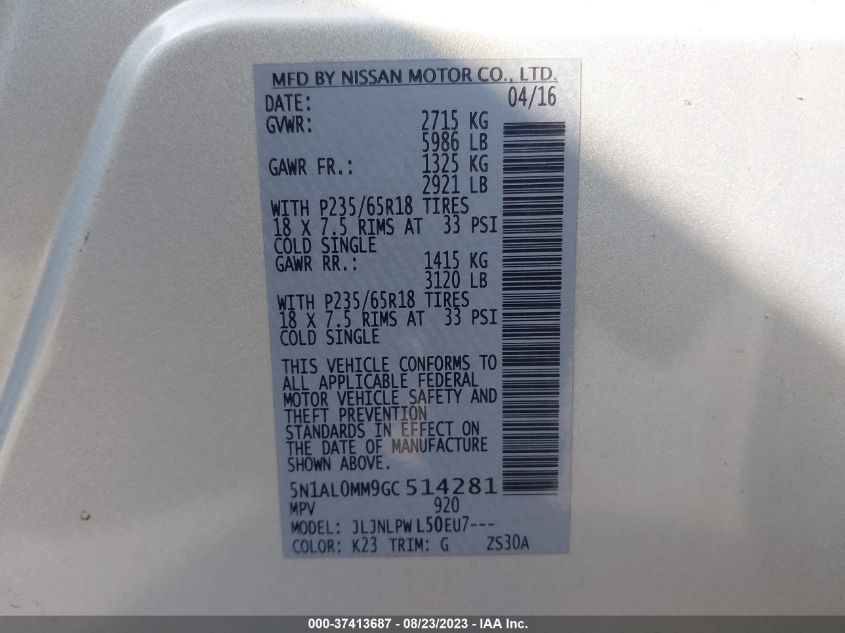 MFD BY NISSAN MOTOR CO., LTD.
DATE: 04/16
GVWR: 2715 KG
5986 LB
GAWR FR.: 1325 KG
2921 LB
WITH P235/65R18 TIRES
18 X 7.5 RIMS AT 33 PSI
COLD SINGLE
GAWR RR.: 1415 KG
3120 LB
WITH P235/65R18 TIRES
18 X 7.5 RIMS AT 33 PSI
COLD SINGLE
THIS VEHICLE CONFORMS TO
ALL APPLICABLE FEDERAL
MOTOR VEHICLE SAFETY AND
THEFT PREVENTION
STANDARDS IN EFFECT ON
THE DATE OF MANUFACTURE
SHOWN ABOVE.
5N1AL0MM9GC 514281
MPV 920
MODEL: JLJNLPW L50EU7---
COLOR: K23 TRIM: G ZS30A
000-37413687 - 08/23/2023 - IAA Inc.